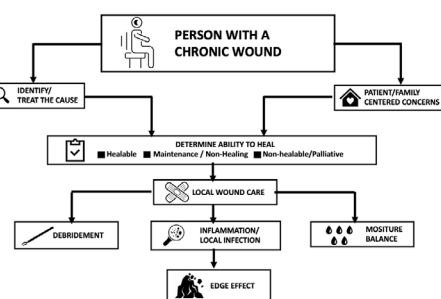 PERSON WITH A
CHRONIC WOUND
IDENTIFY/
TREAT THE CAUSE
PATIENT/FAMILY
CENTERED CONCERNS
DETERMINE ABILITY TO HEAL
Healable Maintenance / Non-Healing Non-healable/Palliative
LOCAL WOUND CARE
DEBRIDEMENT
INFLAMMATION/
LOCAL INFECTION
MOSITURE
BALANCE
EDGE EFFECT